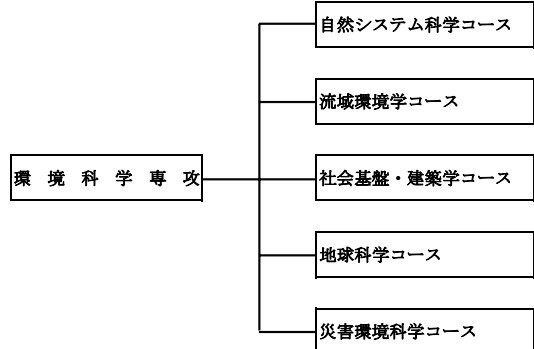 自然システム科学コース
流域環境学コース
環　境　科　学　専　攻
社会基盤・建築学コース
地球科学コース
災害環境科学コース